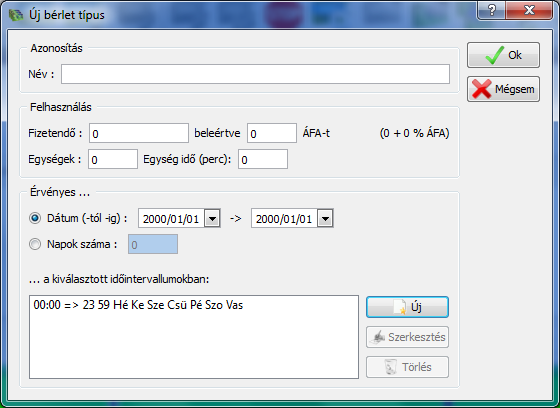 Új bérlet típus
Azonosítás
Név :
Ok
Mégsem
Felhasználás
Fizetendő : 0 beleértve 0 ÁFA-t (0 + 0 % ÁFA)
Egységek : 0 Egység idő (perc): 0
Érvényes ...
Dátum (-tól -ig) : 2000/01/01 -> 2000/01/01
Napok száma : 0
... a kiválasztott időintervallumokban:
00:00 => 23 59 Hé Ke Sze Csü Pé Szo Vas
Új
Szerkesztés
Törlés